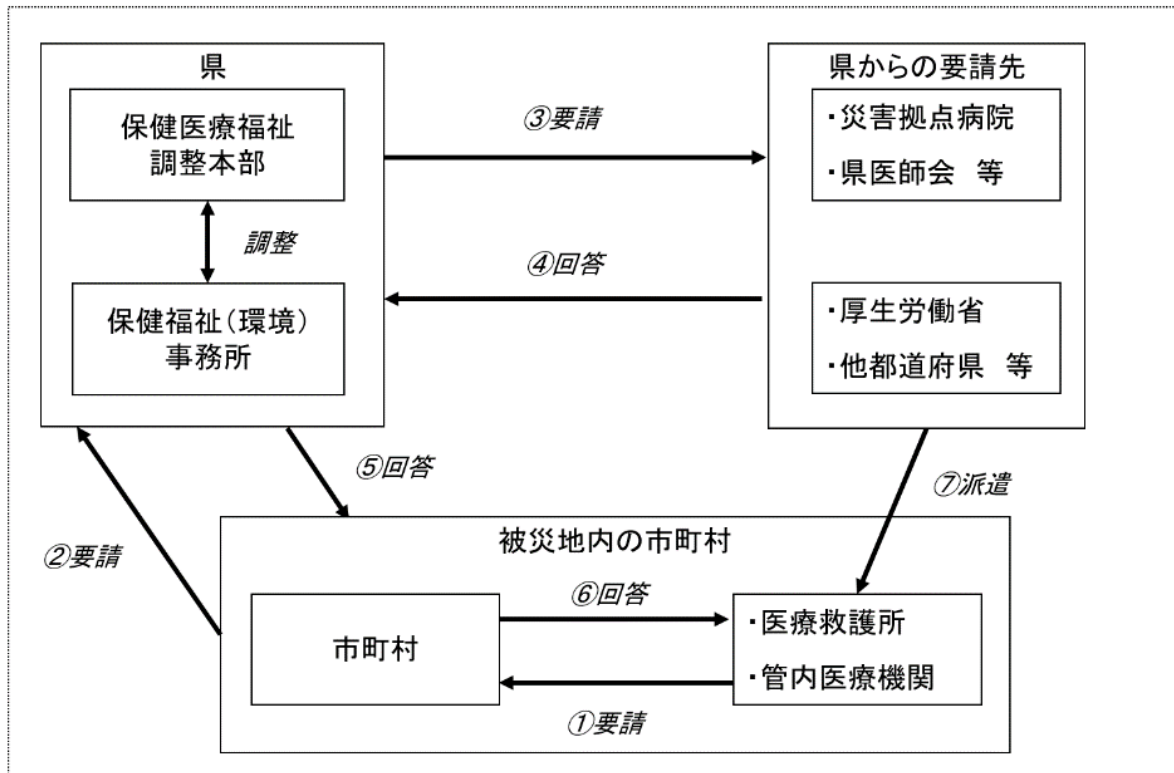 県
保健医療福祉
調整本部
調整
保健福祉(環境)
事務所
③要請
④回答
県からの要請先
・災害拠点病院
・県医師会　等
・厚生労働省
・他都道府県　等
⑤回答
②要請
⑦派遣
被災地内の市町村
市町村
⑥回答
①要請
・医療救護所
・管内医療機関